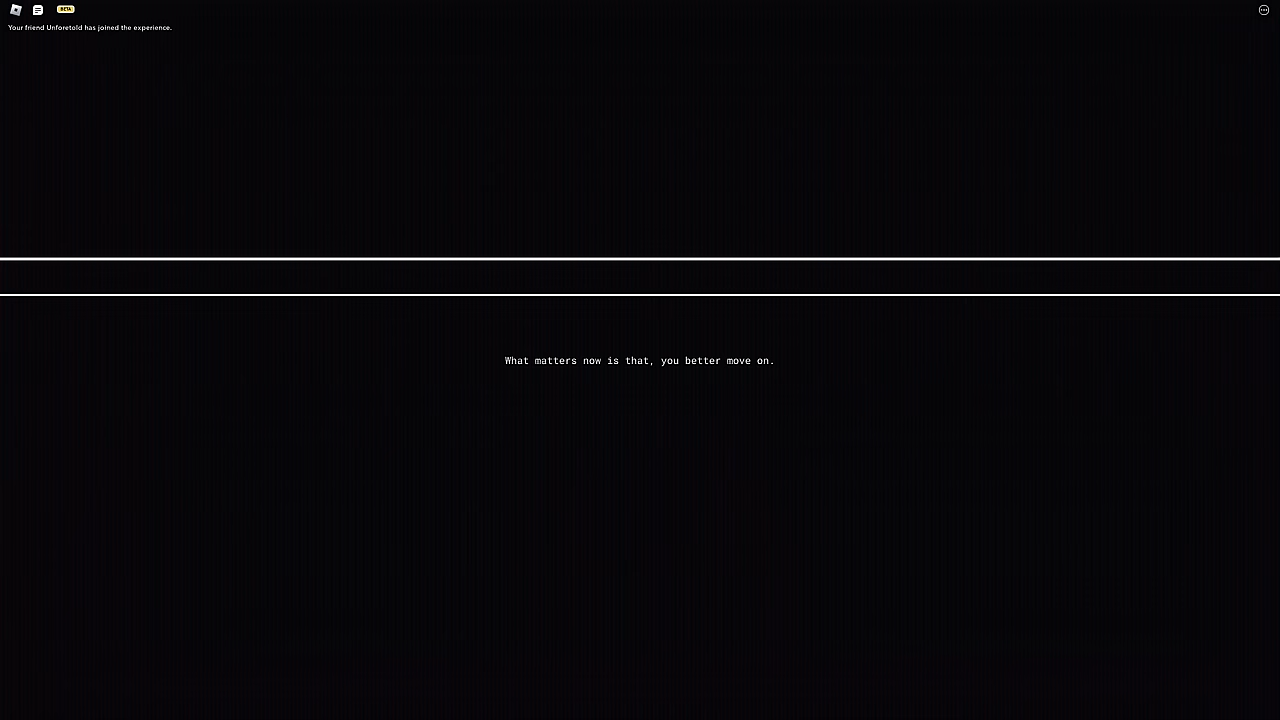 BETA
Your friend Unforetold has joined the experience.
What matters now is that, you better move on.